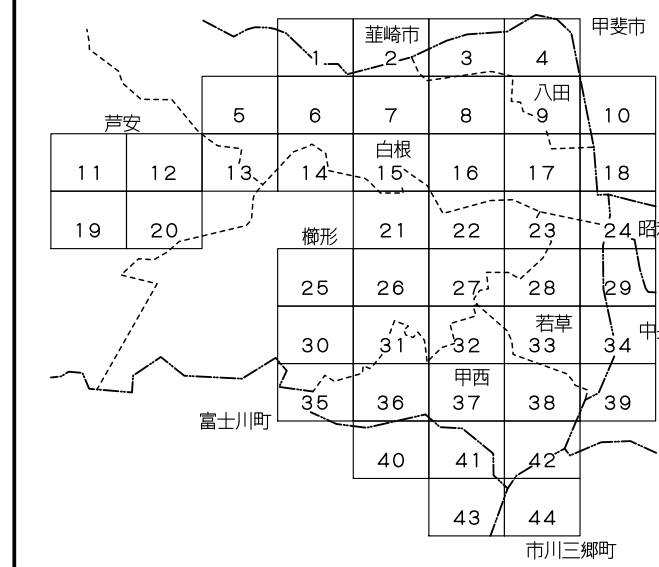 韮崎市 甲斐市
1 2 3 4
八田
5 6 7 8 9 10
芦安
白根
11 12 13 14 15 16 17 18
19 20 21 22 23 24 昭
櫛形
25 26 27 28 29
若草 中
30 31 32 33 34
甲西
35 36 37 38 39
富士川町
40 41 42
43 44
市川三郷町